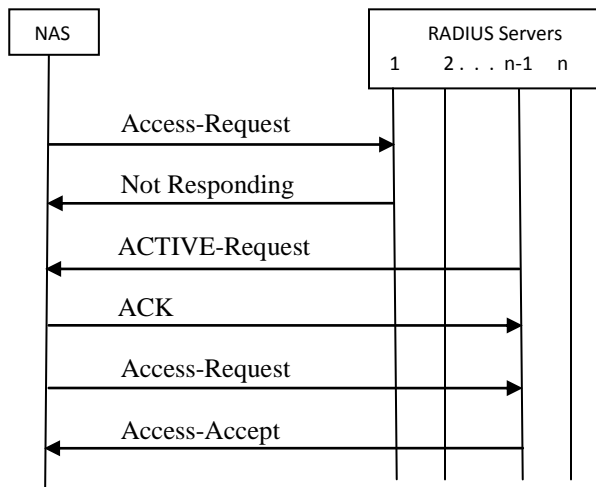 NAS
RADIUS Servers
1 2 . . . n-1 n
Access-Request
Not Responding
ACTIVE-Request
ACK
Access-Request
Access-Accept